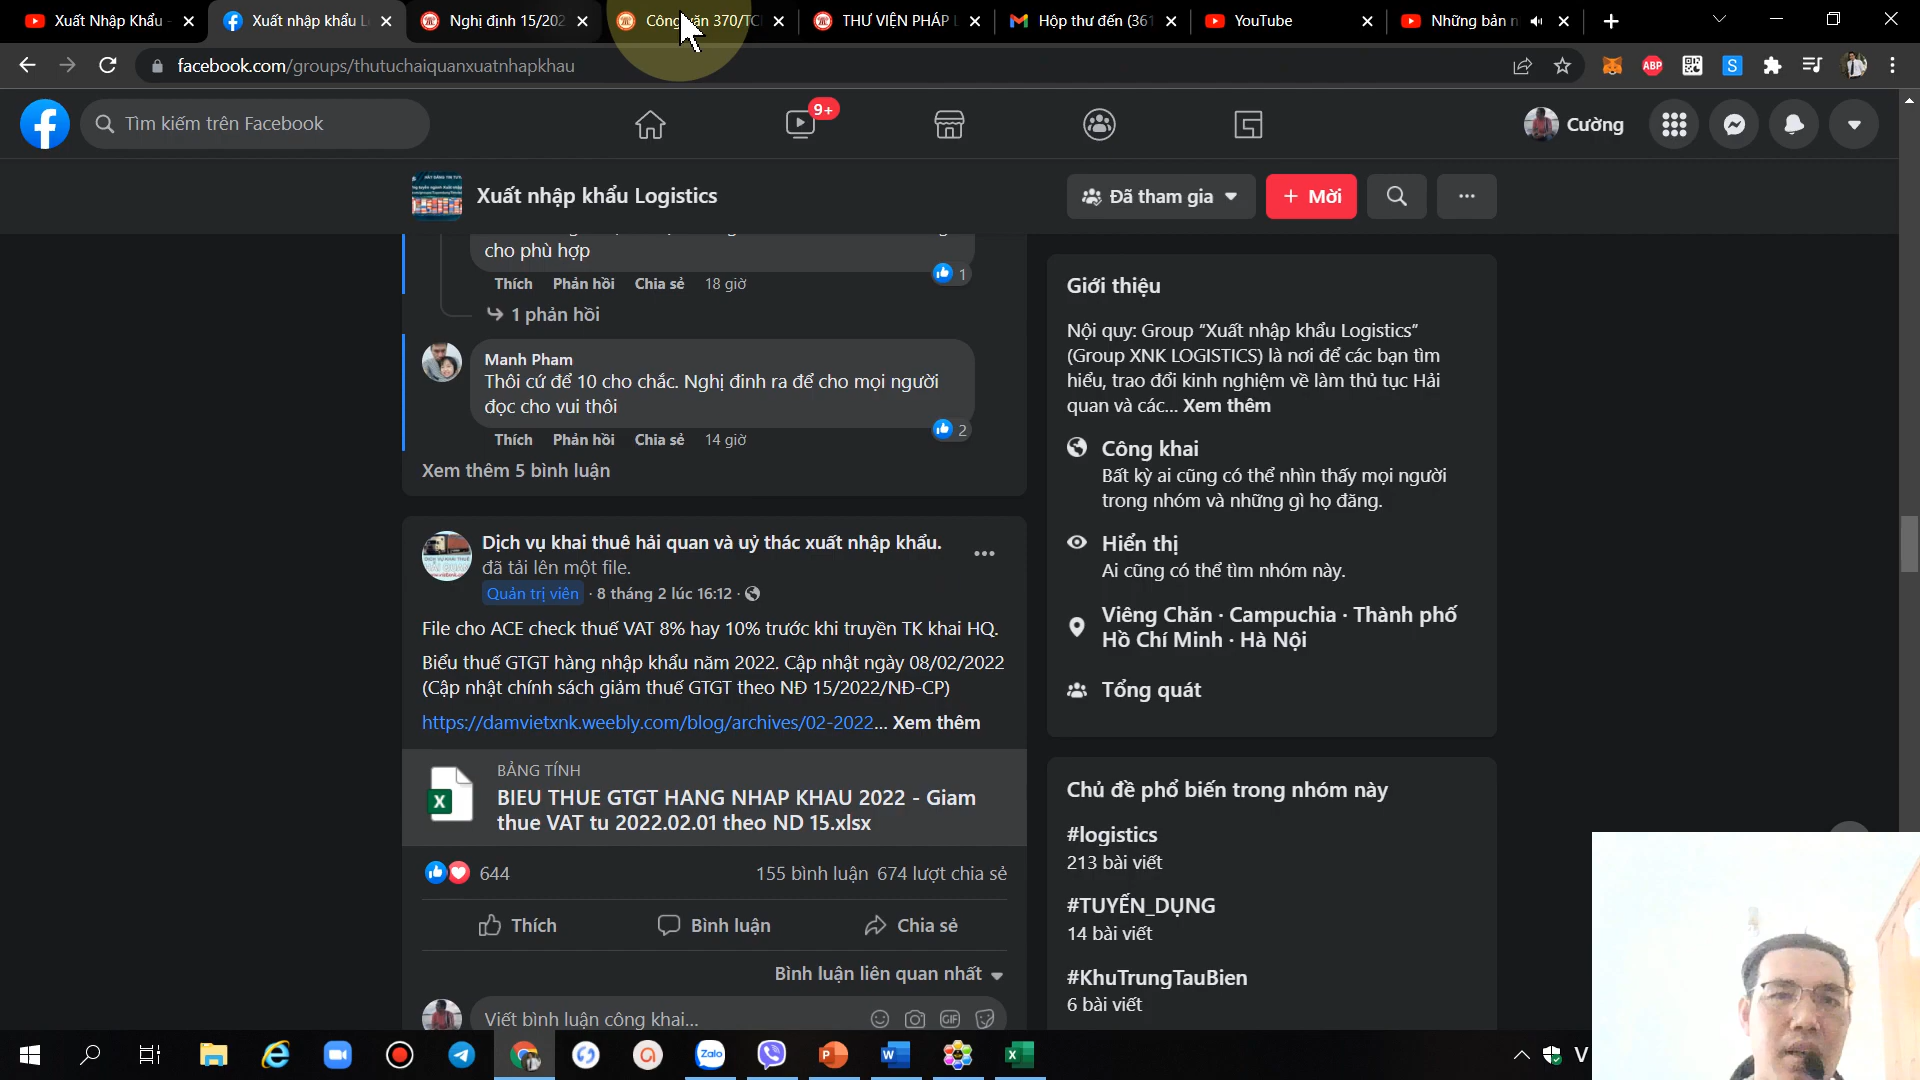 Xuất Nhập Khẩu
Xuất nhập khẩu L
Nghị định 15/202
Công văn 370/TC
THƯ VIỆN PHÁP L
Hộp thư đến (361
YouTube
Những bản n
facebook.com/groups/thutuchaiquanxuatnhapkhau
ABP
S
Tìm kiếm trên Facebook
9+
Cường
Xuất nhập khẩu Logistics
Đã tham gia
+ Mời
cho phù hợp
1
Thích Phản hồi Chia sẻ 18 giờ
1 phản hồi
Manh Pham
Thôi cứ để 10 cho chắc. Nghị đinh ra để cho mọi người
đọc cho vui thôi
2
Thích Phản hồi Chia sẻ 14 giờ
Xem thêm 5 bình luận
Dịch vụ khai thuê hải quan và uỷ thác xuất nhập khẩu.
đã tải lên một file.
Quản trị viên · 8 tháng 2 lúc 16:12 ·
File cho ACE check thuế VAT 8% hay 10% trước khi truyền TK khai HQ.
Biểu thuế GTGT hàng nhập khẩu năm 2022. Cập nhật ngày 08/02/2022
(Cập nhật chính sách giảm thuế GTGT theo NĐ 15/2022/NĐ-CP)
https://damvietxnk.weebly.com/blog/archives/02-2022... Xem thêm
BẢNG TÍNH
BIEU THUE GTGT HANG NHAP KHAU 2022 - Giam
thue VAT tu 2022.02.01 theo ND 15.xlsx
644
155 bình luận 674 lượt chia sẻ
Thích
Bình luận
Chia sẻ
Bình luận liên quan nhất
Viết bình luận công khai...
GIF
Giới thiệu
Nội quy: Group "Xuất nhập khẩu Logistics"
(Group XNK LOGISTICS) là nơi để các bạn tìm
hiểu, trao đổi kinh nghiệm về làm thủ tục Hải
quan và các... Xem thêm
Công khai
Bất kỳ ai cũng có thể nhìn thấy mọi người
trong nhóm và những gì họ đăng.
Hiển thị
Ai cũng có thể tìm nhóm này.
Viêng Chăn · Campuchia · Thành phố
Hồ Chí Minh · Hà Nội
Tổng quát
Chủ đề phổ biến trong nhóm này
#logistics
213 bài viết
#TUYỂN_DỤNG
14 bài viết
#KhuTrungTauBien
6 bài viết
Zalo
V